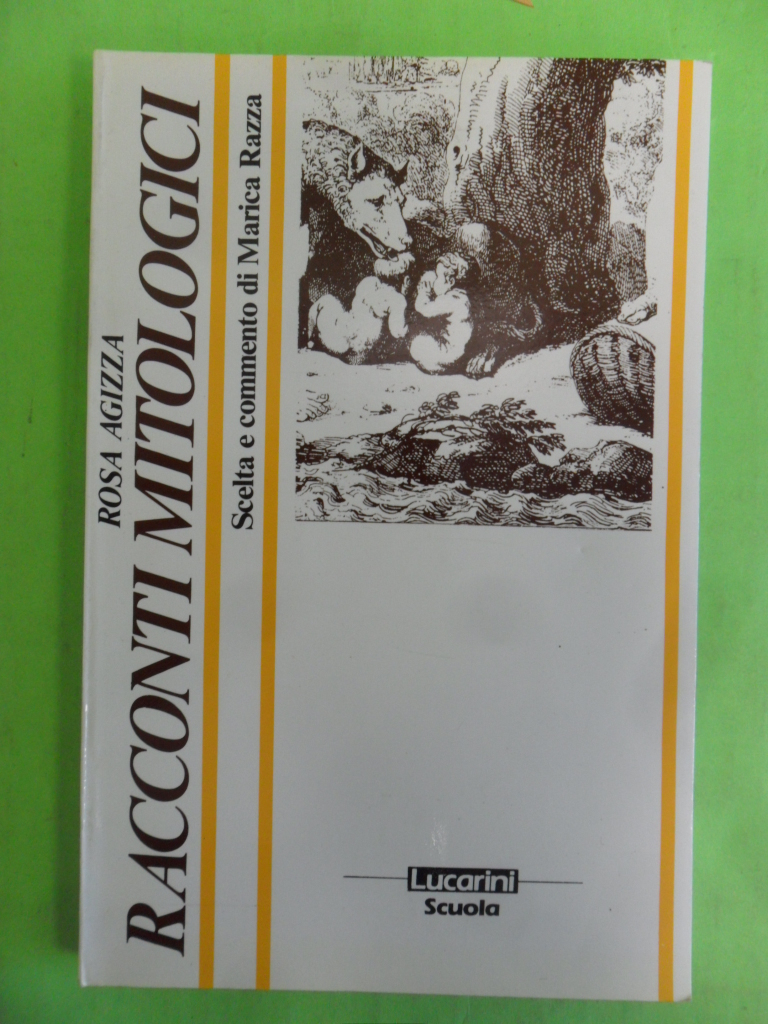 ROSA AGIZZA
RACCONTI MITOLOGICI
Scelta e commento di Marica Razza
Lucarini
Scuola